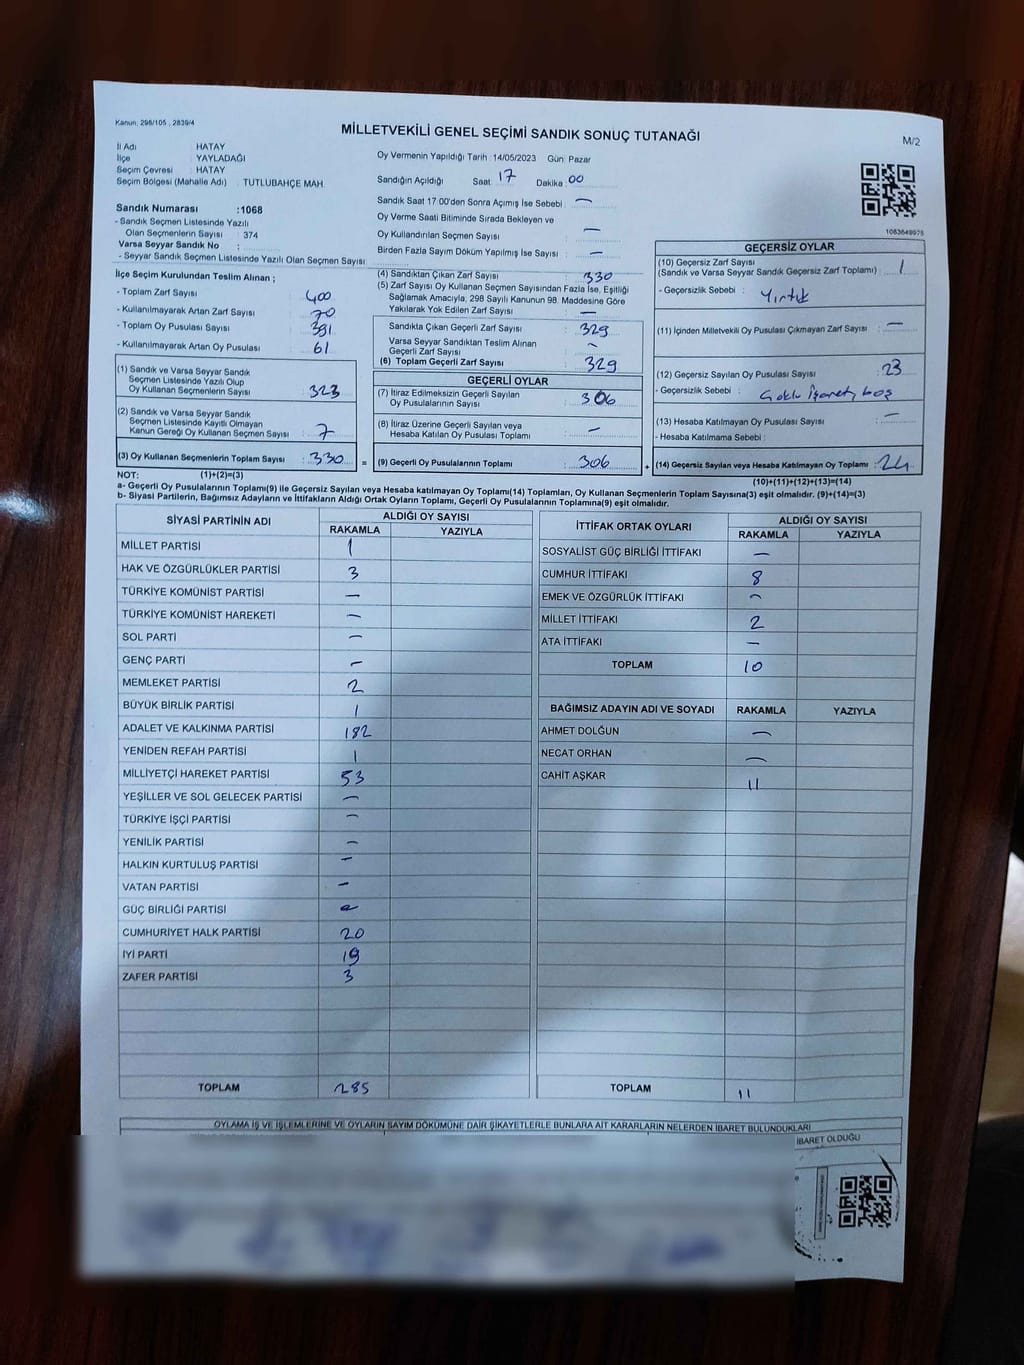 Kanun, 298/105 , 2839/4
MİLLETVEKİLİ GENEL SEÇİMİ SANDIK SONUÇ TUTANAĞI
M/2
İl Adı HATAY
İlçe YAYLADAĞI
Seçim Çevresi HATAY
Seçim Bölgesi (Mahalle Adı) : TUTLUBAHÇE MAH.
Oy Vermenin Yapıldığı Tarih :14/05/2023 Gün: Pazar
Sandığın Açıldığı Saat 17 Dakika 00
Sandık Saat 17.00'den Sonra Açımış İse Sebebi : —
Oy Verme Saati Bitiminde Sırada Bekleyen ve
Oy Kullandırılan Seçmen Sayısı : —
Birden Fazla Sayım Döküm Yapılmış İse Sayısı : —
Sandık Numarası :1068
- Sandık Seçmen Listesinde Yazılı
Olan Seçmenlerin Sayısı : 374
Varsa Seyyar Sandık No :
- Seyyar Sandık Seçmen Listesinde Yazılı Olan Seçmen Sayısı:
İlçe Seçim Kurulundan Teslim Alınan ;
- Toplam Zarf Sayısı : 400
- Kullanılmayarak Artan Zarf Sayısı : 70
- Toplam Oy Pusulası Sayısı : 391
- Kullanılmayarak Artan Oy Pusulası : 61
(1) Sandık ve Varsa Seyyar Sandık
Seçmen Listesinde Yazılı Olup
Oy Kullanan Seçmenlerin Sayısı : 323
(2) Sandık ve Varsa Seyyar Sandık
Seçmen Listesinde Kayıtlı Olmayan
Kanun Gereği Oy Kullanan Seçmen Sayısı : 7
(3) Oy Kullanan Seçmenlerin Toplam Sayısı : 330
(4) Sandıktan Çıkan Zarf Sayısı : 330
(5) Zarf Sayısı Oy Kullanan Seçmen Sayısından Fazla İse, Eşitliği
Sağlamak Amacıyla, 298 Sayılı Kanunun 98. Maddesine Göre
Yakılarak Yok Edilen Zarf Sayısı : —
Sandıkta Çıkan Geçerli Zarf Sayısı : 329
Varsa Seyyar Sandıktan Teslim Alınan
Geçerli Zarf Sayısı : —
(6) Toplam Geçerli Zarf Sayısı : 329
GEÇERLİ OYLAR
(7) İtiraz Edilmeksizin Geçerli Sayılan
Oy Pusulalarının Sayısı : 306
(8) İtiraz Üzerine Geçerli Sayılan veya
Hesaba Katılan Oy Pusulası Toplamı : —
= (9) Geçerli Oy Pusulalarının Toplamı : 306
1083649978
GEÇERSİZ OYLAR
(10) Geçersiz Zarf Sayısı
(Sandık ve Varsa Seyyar Sandık Geçersiz Zarf Toplamı) : 1
- Geçersizlik Sebebi : Yırtık
(11) İçinden Milletvekili Oy Pusulası Çıkmayan Zarf Sayısı : —
(12) Geçersiz Sayılan Oy Pusulası Sayısı : 23
- Geçersizlik Sebebi : Çoklu İşaret, boş
(13) Hesaba Katılmayan Oy Pusulası Sayısı : —
- Hesaba Katılmama Sebebi :
+ (14) Geçersiz Sayılan veya Hesaba Katılmayan Oy Toplamı : 24
NOT: (1)+(2)=(3)
(10)+(11)+(12)+(13)=(14)
a- Geçerli Oy Pusulalarının Toplamı(9) ile Geçersiz Sayılan veya Hesaba katılmayan Oy Toplamı(14) Toplamları, Oy Kullanan Seçmenlerin Toplam Sayısına(3) eşit olmalıdır. (9)+(14)=(3)
b- Siyasi Partilerin, Bağımsız Adayların ve İttifakların Aldığı Ortak Oyların Toplamı, Geçerli Oy Pusulalarının Toplamına(9) eşit olmalıdır.
SİYASİ PARTİNİN ADI ALDIĞI OY SAYISI
RAKAMLA YAZIYLA
MİLLET PARTİSİ 1
HAK VE ÖZGÜRLÜKLER PARTİSİ 3
TÜRKİYE KOMÜNİST PARTİSİ —
TÜRKİYE KOMÜNİST HAREKETİ —
SOL PARTİ —
GENÇ PARTİ —
MEMLEKET PARTİSİ 2
BÜYÜK BİRLİK PARTİSİ 1
ADALET VE KALKINMA PARTİSİ 182
YENİDEN REFAH PARTİSİ 1
MİLLİYETÇİ HAREKET PARTİSİ 53
YEŞİLLER VE SOL GELECEK PARTİSİ —
TÜRKİYE İŞÇİ PARTİSİ —
YENİLİK PARTİSİ —
HALKIN KURTULUŞ PARTİSİ —
VATAN PARTİSİ —
GÜÇ BİRLİĞİ PARTİSİ —
CUMHURİYET HALK PARTİSİ 20
İYİ PARTİ 19
ZAFER PARTİSİ 3
TOPLAM 285
İTTİFAK ORTAK OYLARI ALDIĞI OY SAYISI
RAKAMLA YAZIYLA
SOSYALİST GÜÇ BİRLİĞİ İTTİFAKI —
CUMHUR İTTİFAKI 8
EMEK VE ÖZGÜRLÜK İTTİFAKI —
MİLLET İTTİFAKI 2
ATA İTTİFAKI —
TOPLAM 10
BAĞIMSIZ ADAYIN ADI VE SOYADI RAKAMLA YAZIYLA
AHMET DOLĞUN —
NECAT ORHAN —
CAHİT AŞKAR 11
TOPLAM 11
OYLAMA İŞ VE İŞLEMLERİNE VE OYLARIN SAYIM DÖKÜMÜNE DAİR ŞİKAYETLERLE BUNLARA AİT KARARLARIN NELERDEN İBARET BULUNDUKLARI
İBARET OLDUĞU